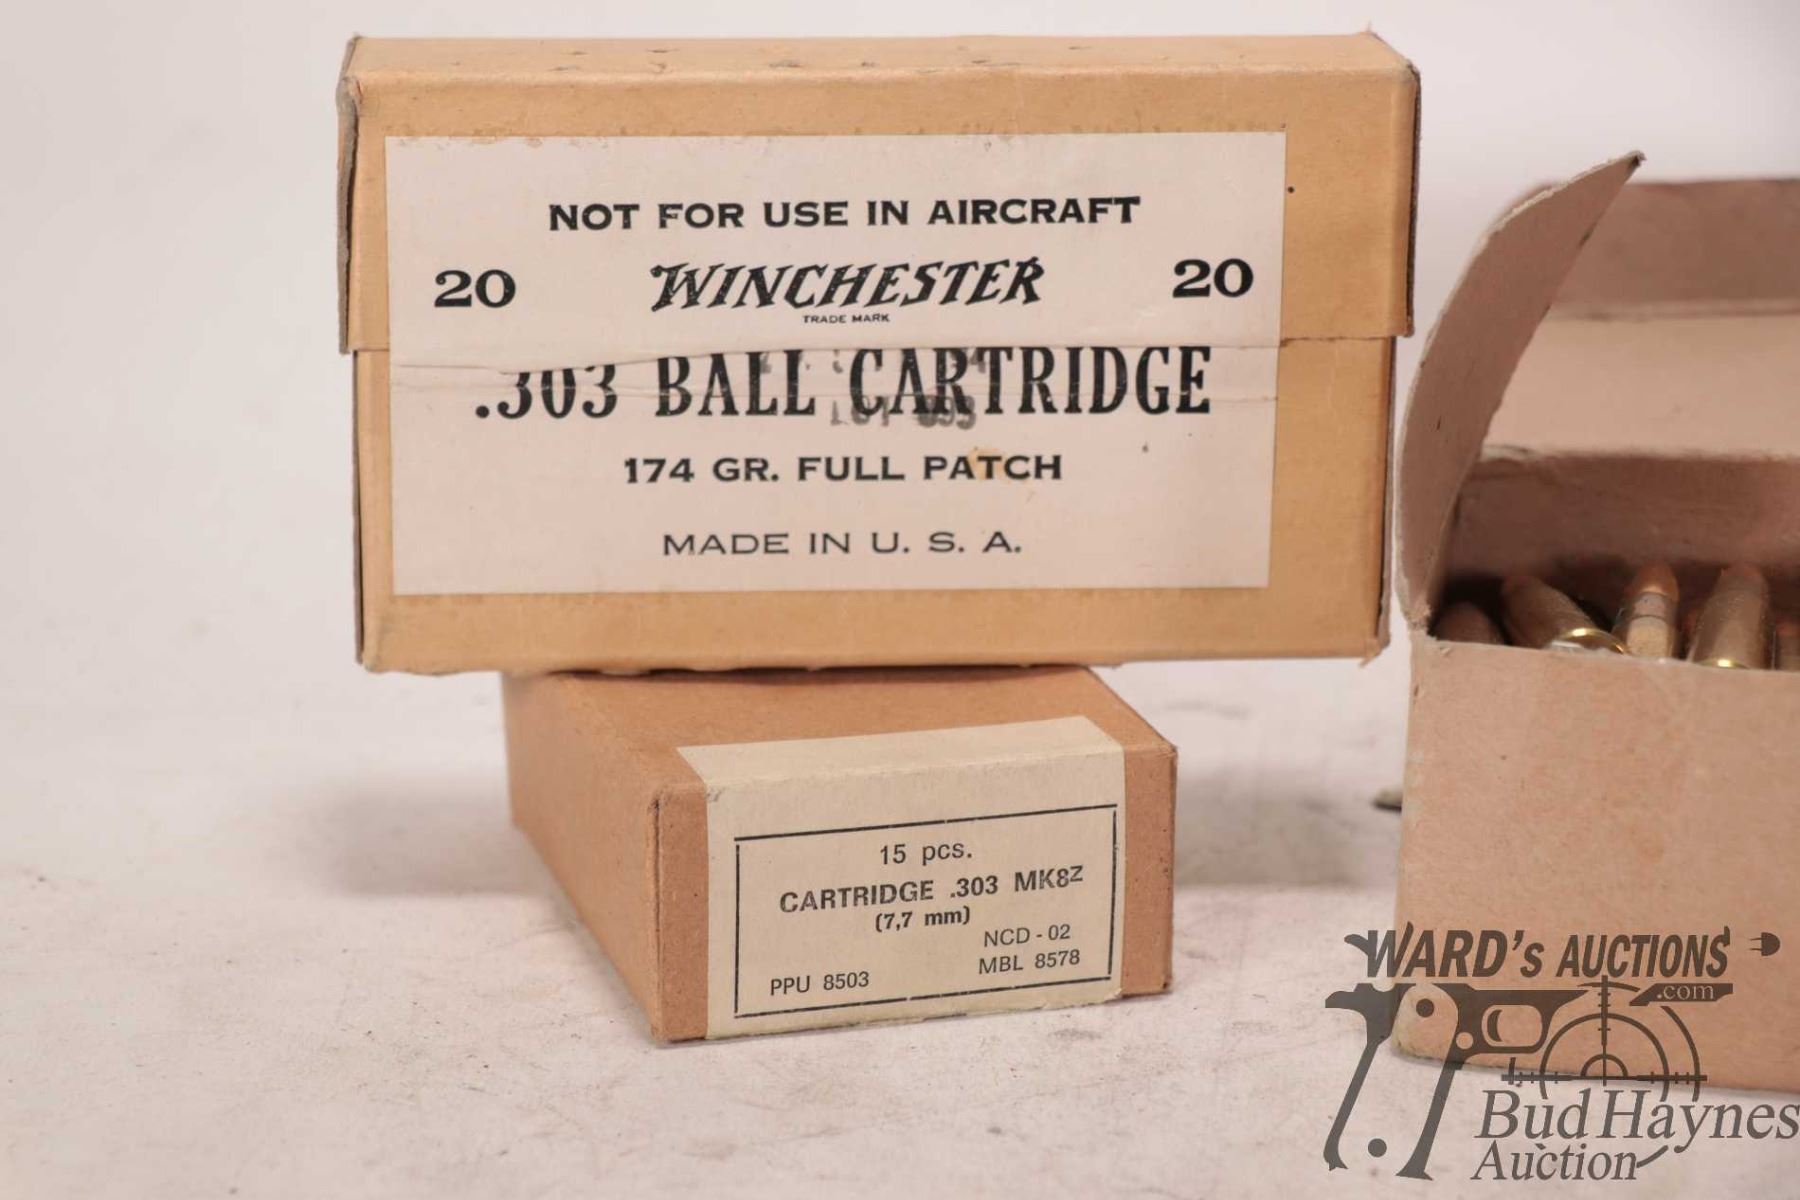 NOT FOR USE IN AIRCRAFT
20 WINCHESTER 20
TRADE MARK
.303 BALL CARTRIDGE
LOT
174 GR. FULL PATCH
MADE IN U. S. A.
15 pcs.
CARTRIDGE .303 MK8Z
(7,7 mm)
NCD - 02
PPU 8503 MBL 8578
WARD's AUCTIONS
.com
Bud Haynes
Auction